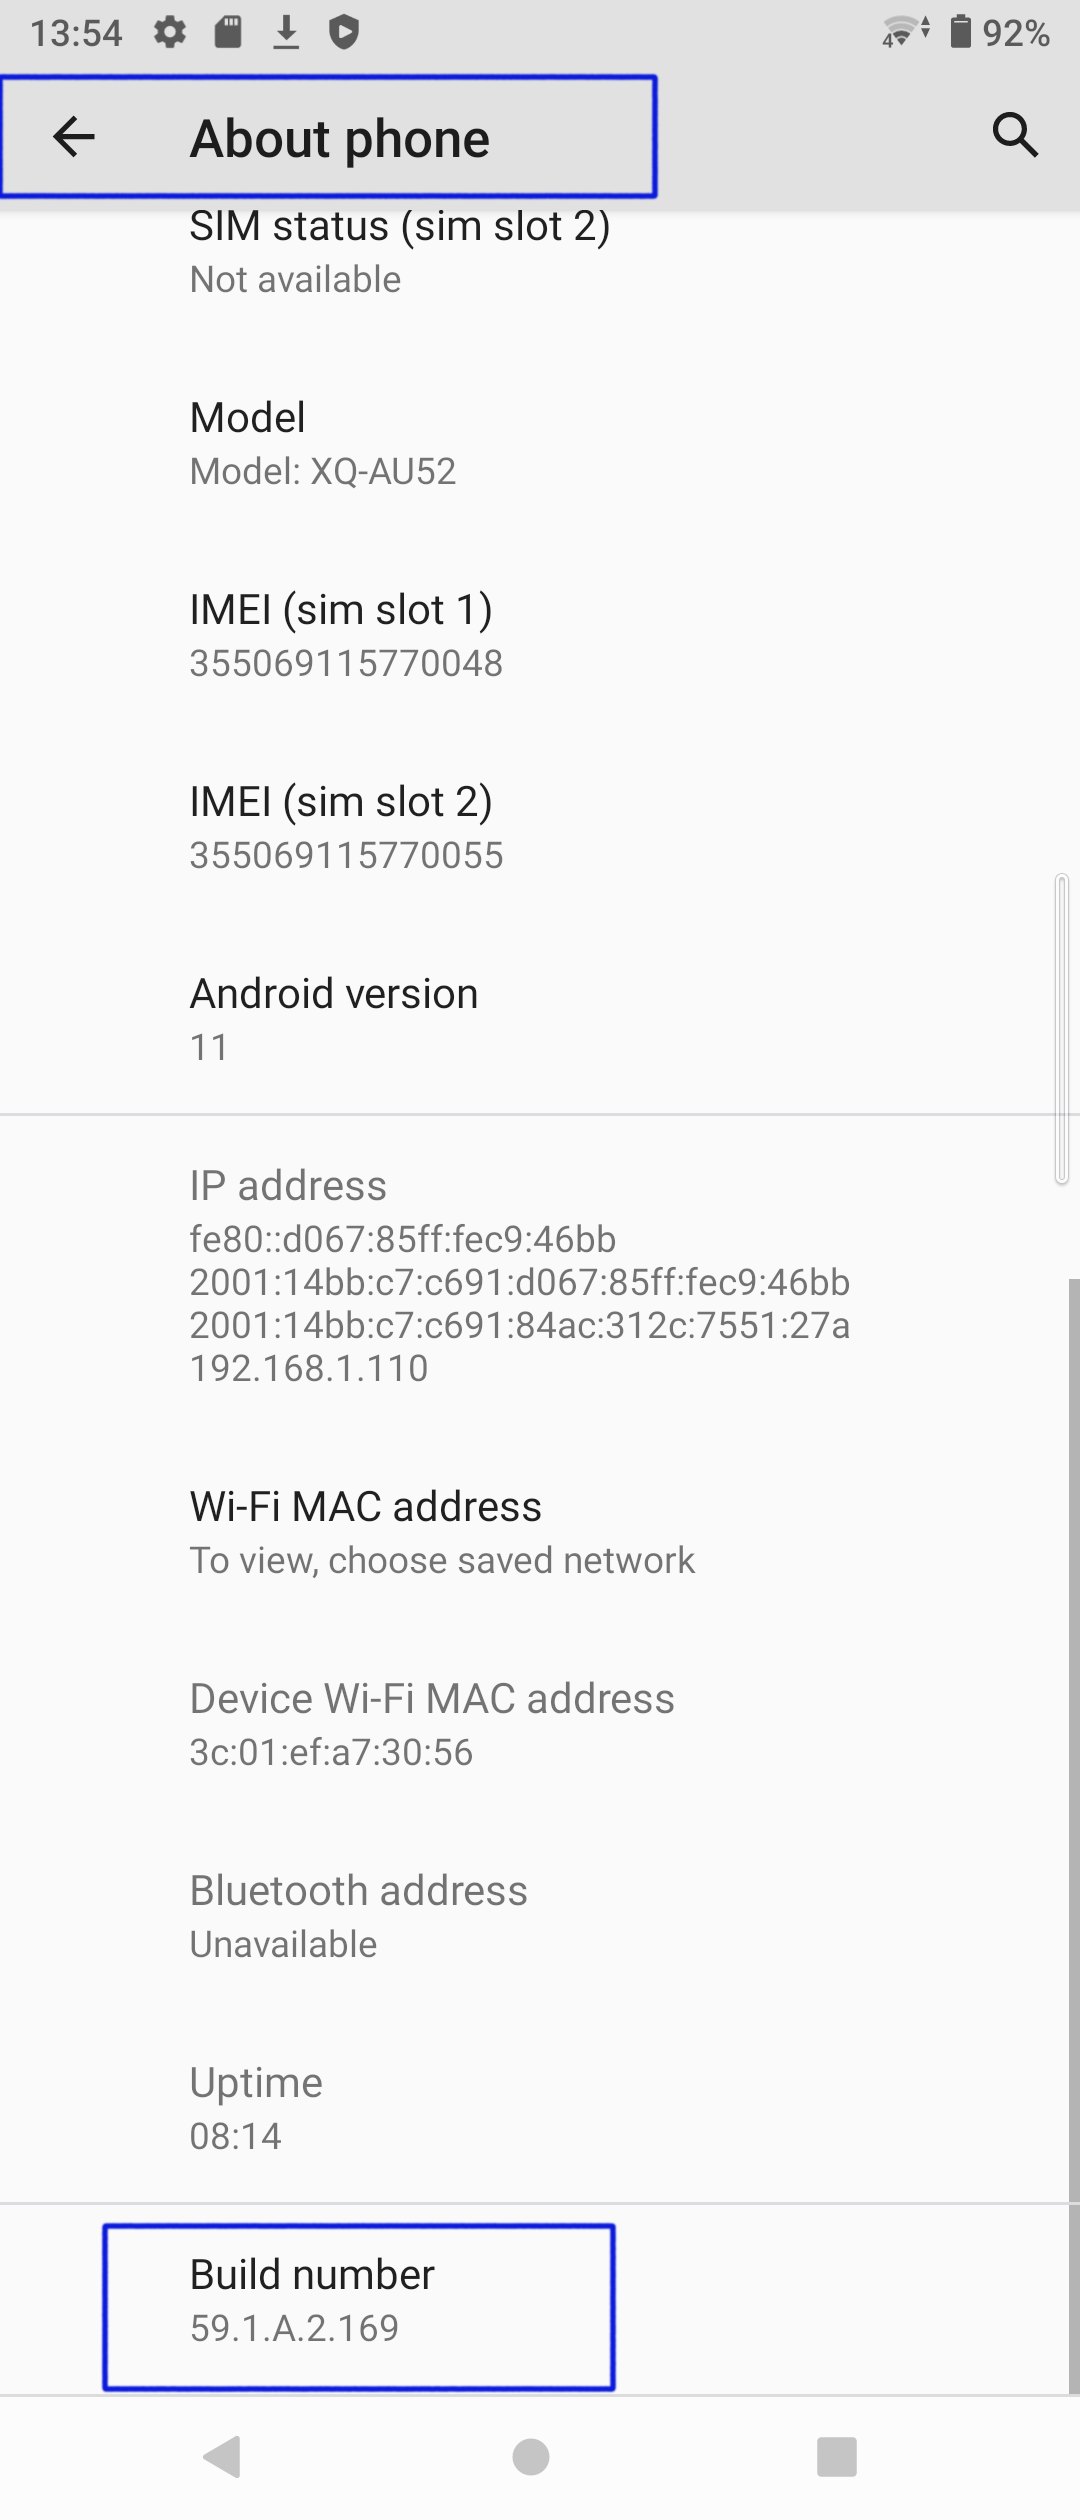 13:54
4
92%
About phone
SIM status (sim slot 2)
Not available
Model
Model: XQ-AU52
IMEI (sim slot 1)
355069115770048
IMEI (sim slot 2)
355069115770055
Android version
11
IP address
fe80::d067:85ff:fec9:46bb
2001:14bb:c7:c691:d067:85ff:fec9:46bb
2001:14bb:c7:c691:84ac:312c:7551:27a
192.168.1.110
Wi-Fi MAC address
To view, choose saved network
Device Wi-Fi MAC address
3c:01:ef:a7:30:56
Bluetooth address
Unavailable
Uptime
08:14
Build number
59.1.A.2.169